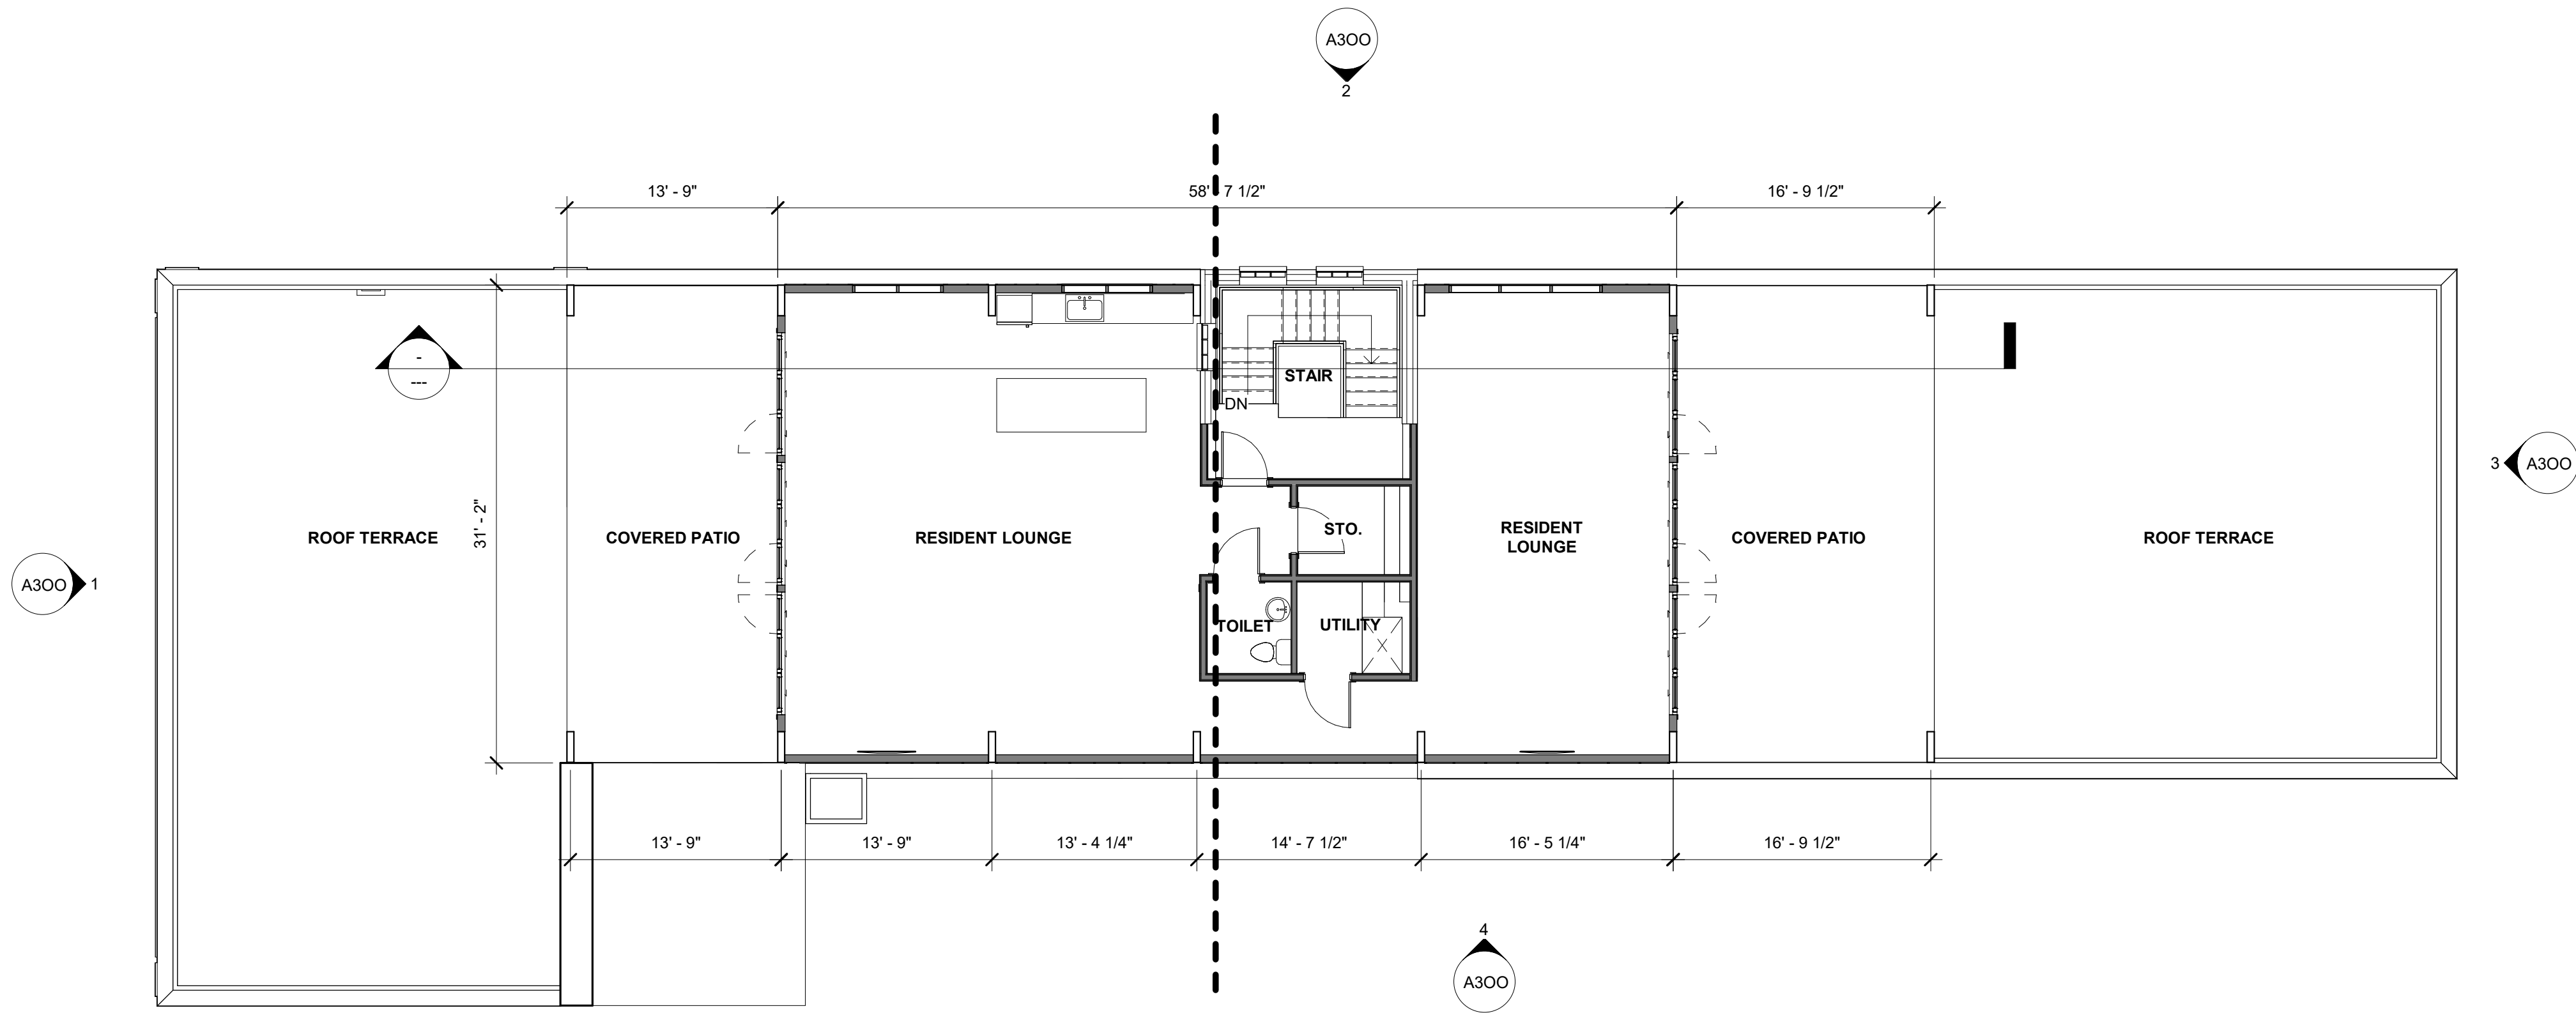 A3OO
2
13' - 9"
58' - 7 1/2"
16' - 9 1/2"
-
---
STAIR
DN
3
A3OO
31' - 2"
ROOF TERRACE
COVERED PATIO
RESIDENT LOUNGE
STO.
RESIDENT
LOUNGE
COVERED PATIO
ROOF TERRACE
A3OO
1
TOILET
UTILITY
13' - 9"
13' - 9"
13' - 4 1/4"
14' - 7 1/2"
16' - 5 1/4"
16' - 9 1/2"
4
A3OO